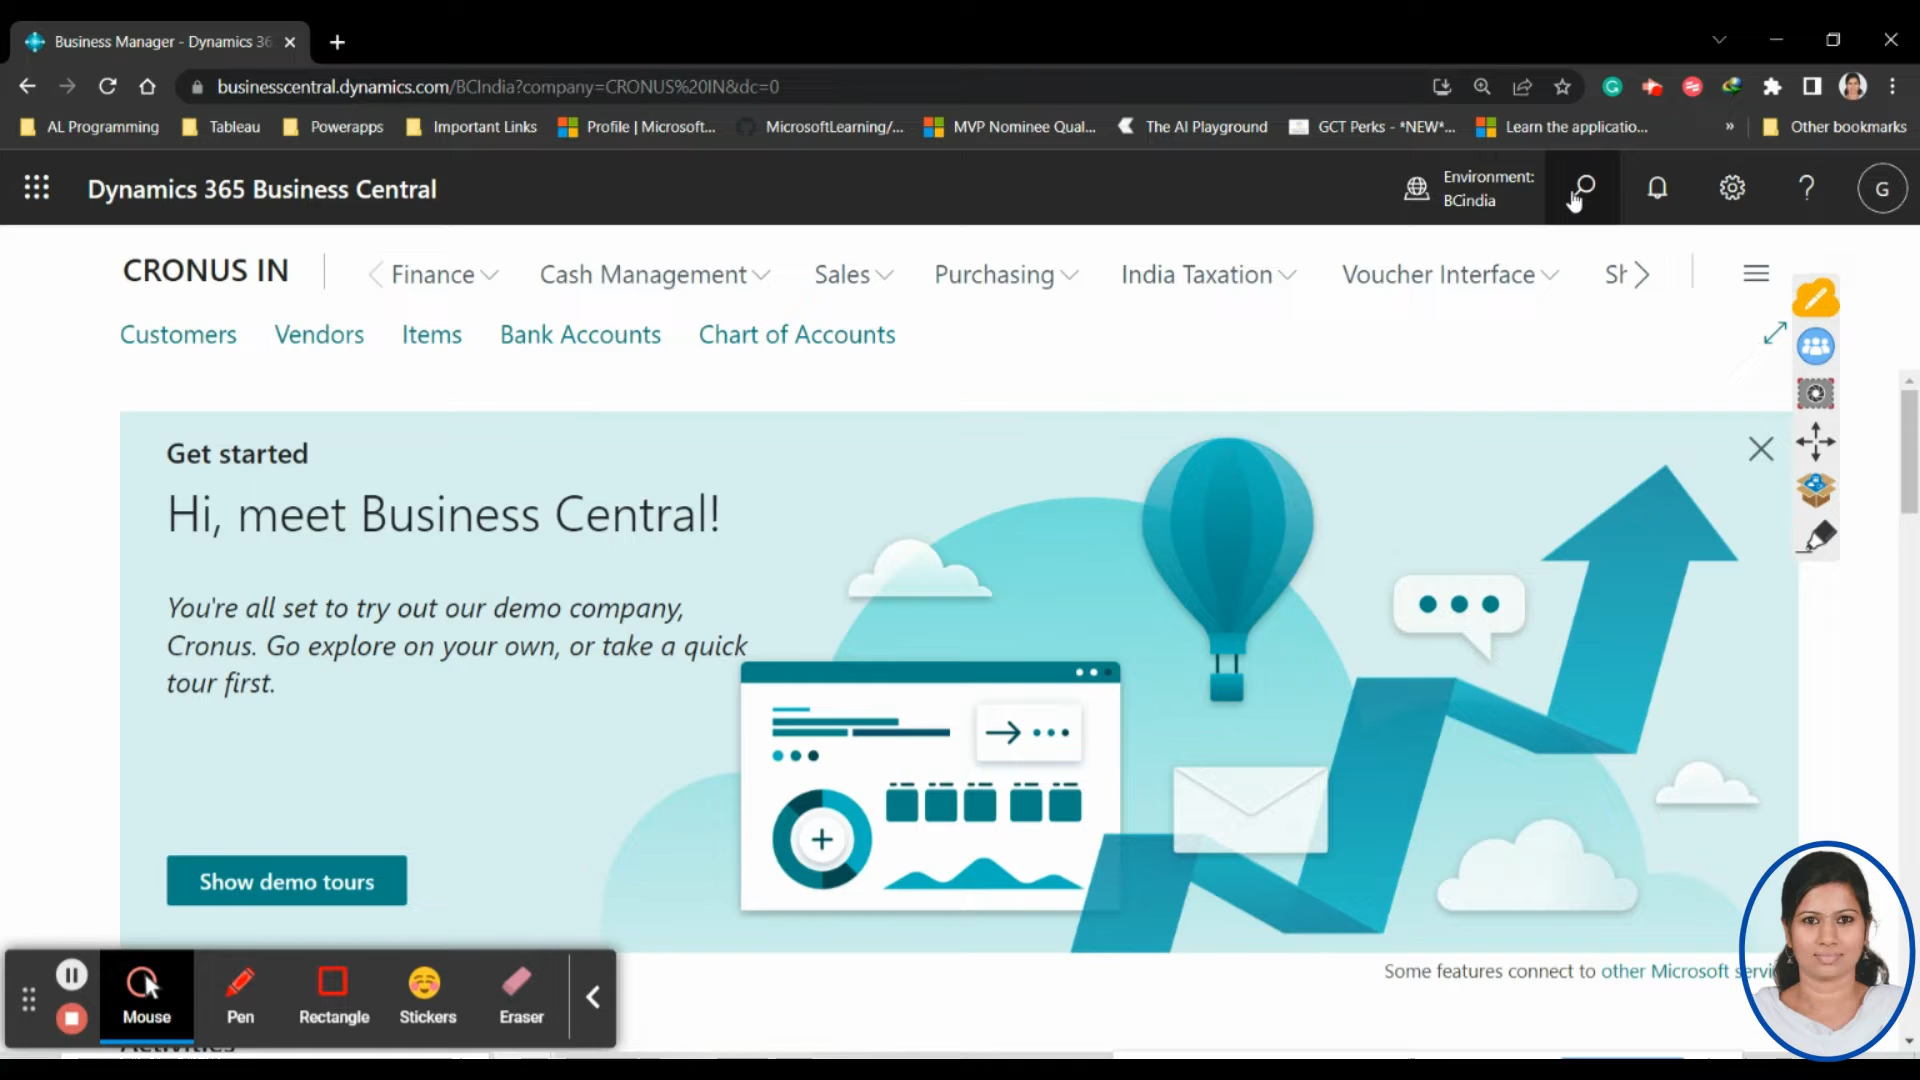 Business Manager - Dynamics 36
businesscentral.dynamics.com/BCIndia?company=CRONUS%20IN&dc=0
AL Programming Tableau Powerapps Important Links Profile | Microsoft... MicrosoftLearning/... MVP Nominee Qual... The AI Playground GCT Perks - *NEW*... Learn the applicatio... » Other bookmarks
Dynamics 365 Business Central
Environment:
BCindia
G
CRONUS IN Finance Cash Management Sales Purchasing India Taxation Voucher Interface
Customers Vendors Items Bank Accounts Chart of Accounts
Get started
Hi, meet Business Central!
You're all set to try out our demo company,
Cronus. Go explore on your own, or take a quick
tour first.
Show demo tours
Some features connect to other Microsoft servi
Mouse Pen Rectangle Stickers Eraser